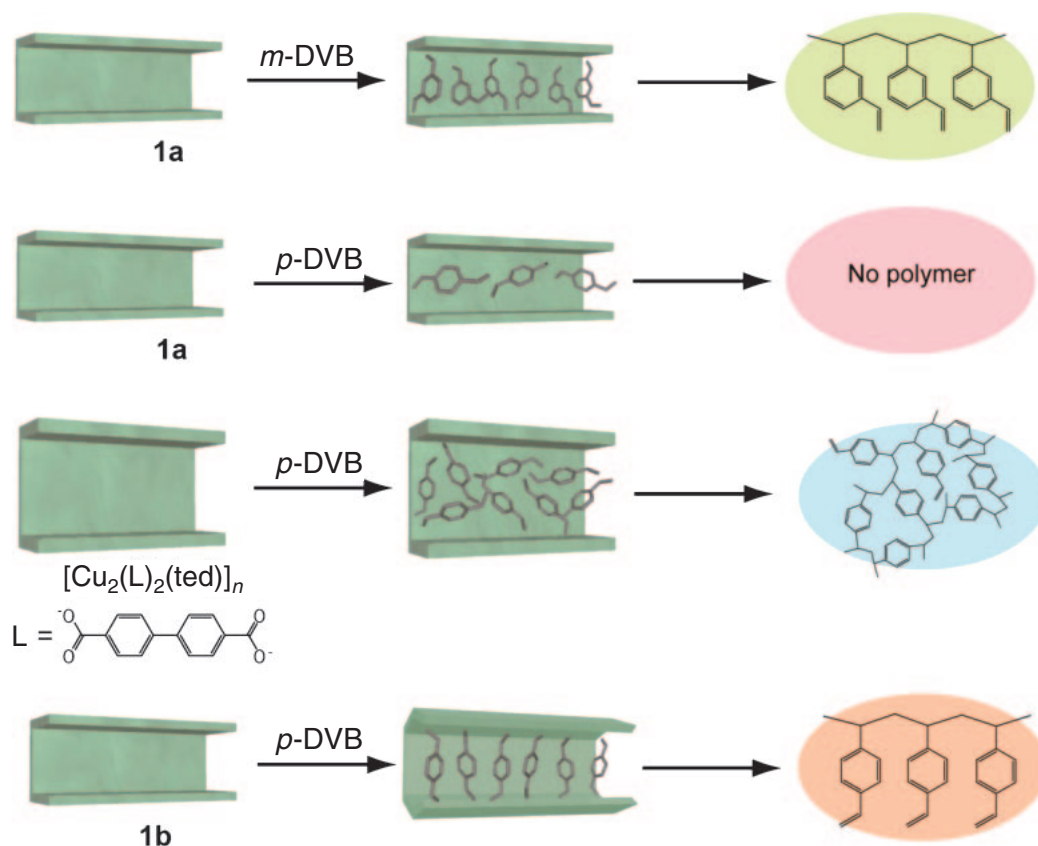 m-DVB
1a
p-DVB
No polymer
1a
p-DVB
[Cu₂(L)₂(ted)]ₙ
L = ⁻O O O O⁻
p-DVB
1b